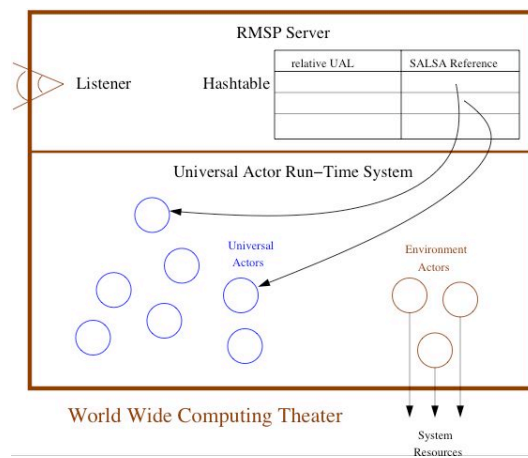 RMSP Server
Listener
Hashtable
relative UAL
SALSA Reference
Universal Actor Run−Time System
Universal
Actors
Environment
Actors
World Wide Computing Theater
System
Resources